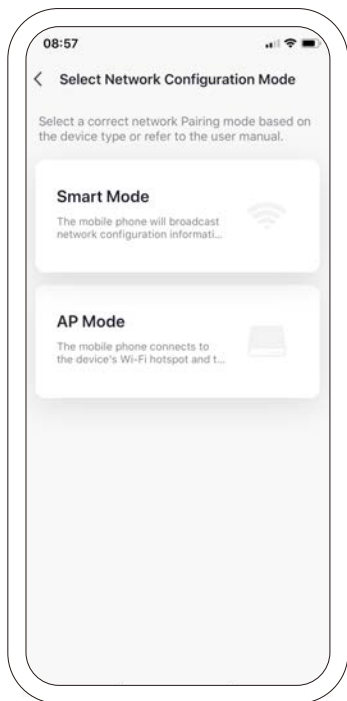 08:57
Select Network Configuration Mode
Select a correct network Pairing mode based on
the device type or refer to the user manual.
Smart Mode
The mobile phone will broadcast
network configuration informati...
AP Mode
The mobile phone connects to
the device's Wi-Fi hotspot and t...